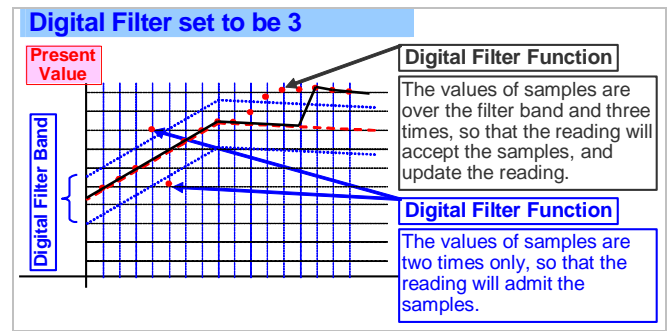 Digital Filter set to be 3
Present
Value
Digital Filter Band
Digital Filter Function
The values of samples are
over the filter band and three
times, so that the reading will
accept the samples, and
update the reading.
Digital Filter Function
The values of samples are
two times only, so that the
reading will admit the
samples.